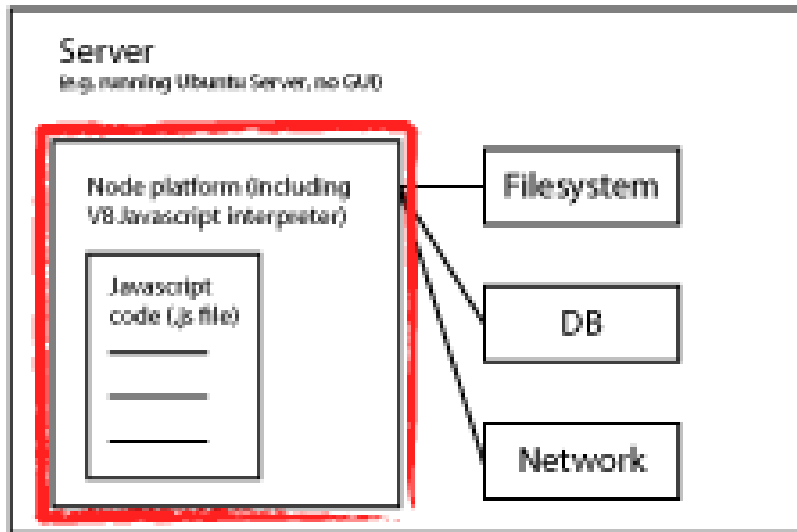 Server
(e.g. running Ubuntu Server, no GUI)
Node platform (including
V8 Javascript interpreter)
Javascript
code (.js file)
Filesystem
DB
Network